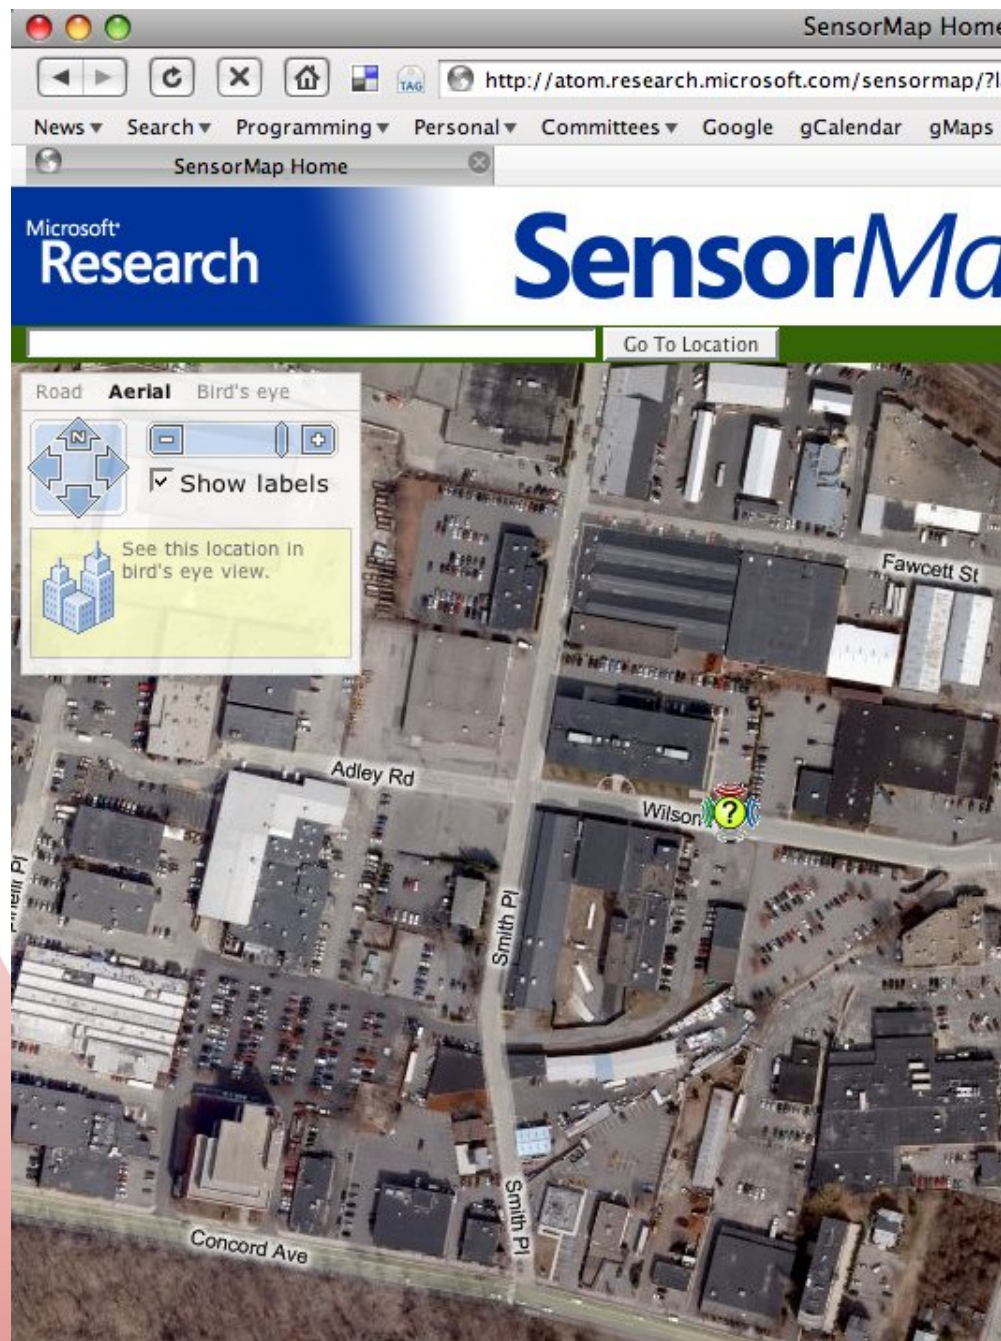 SensorMap Home
TAG
http://atom.research.microsoft.com/sensormap/?l
News Search Programming Personal Committees Google gCalendar gMaps
SensorMap Home
Microsoft
Research
SensorMa
Go To Location
Road Aerial Bird's eye
N
Show labels
See this location in
bird's eye view.
Fawcett St
Adley Rd
Wilson
?
Smith Pl
Smith Pl
Concord Ave